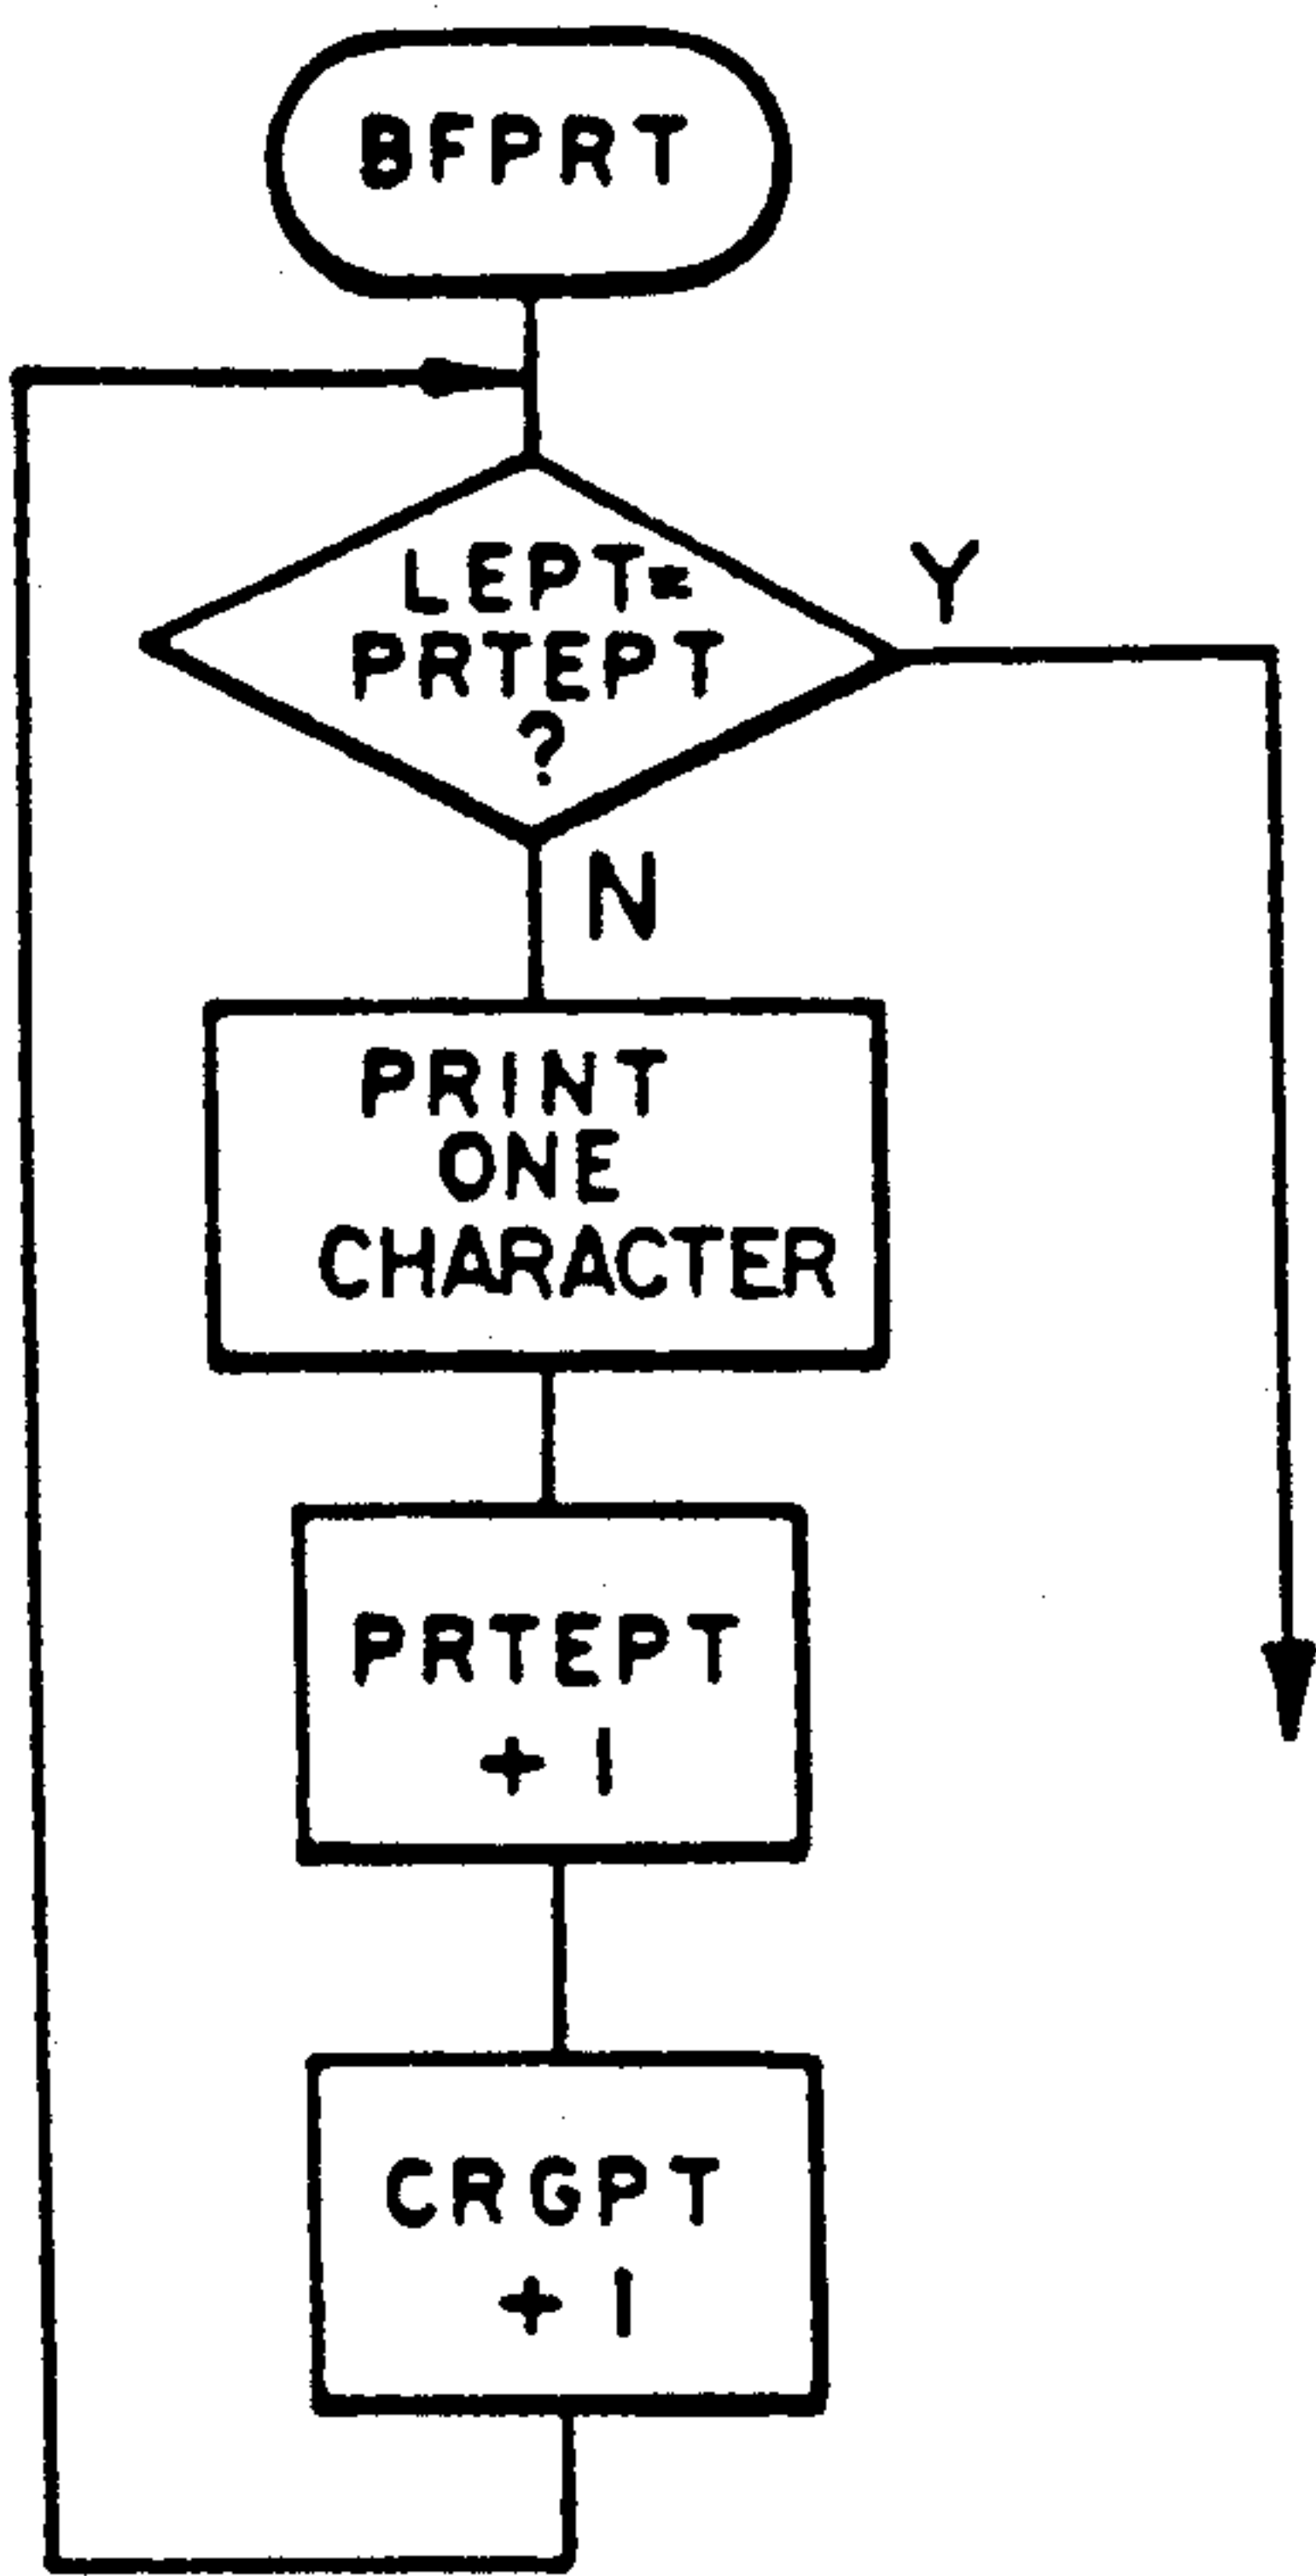 BFPRT
LEPT=
PRTEPT
?
Y
N
PRINT
ONE
CHARACTER
PRTEPT
+ 1
CRGPT
+ 1